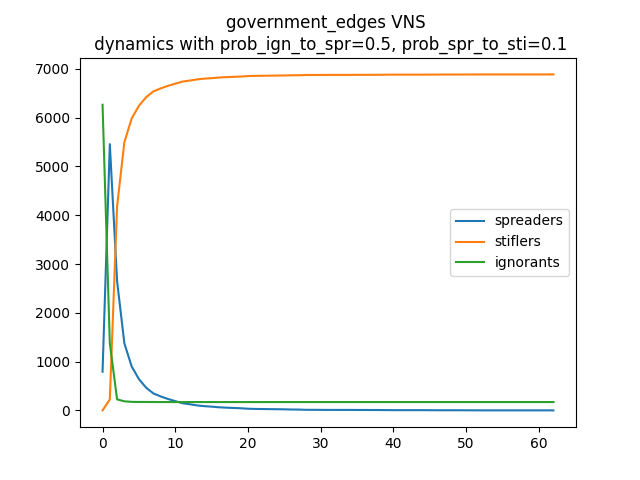 government_edges VNS
dynamics with prob_ign_to_spr=0.5, prob_spr_to_sti=0.1
7000
6000
5000
4000
3000
2000
1000
0
spreaders
stiflers
ignorants
0 10 20 30 40 50 60